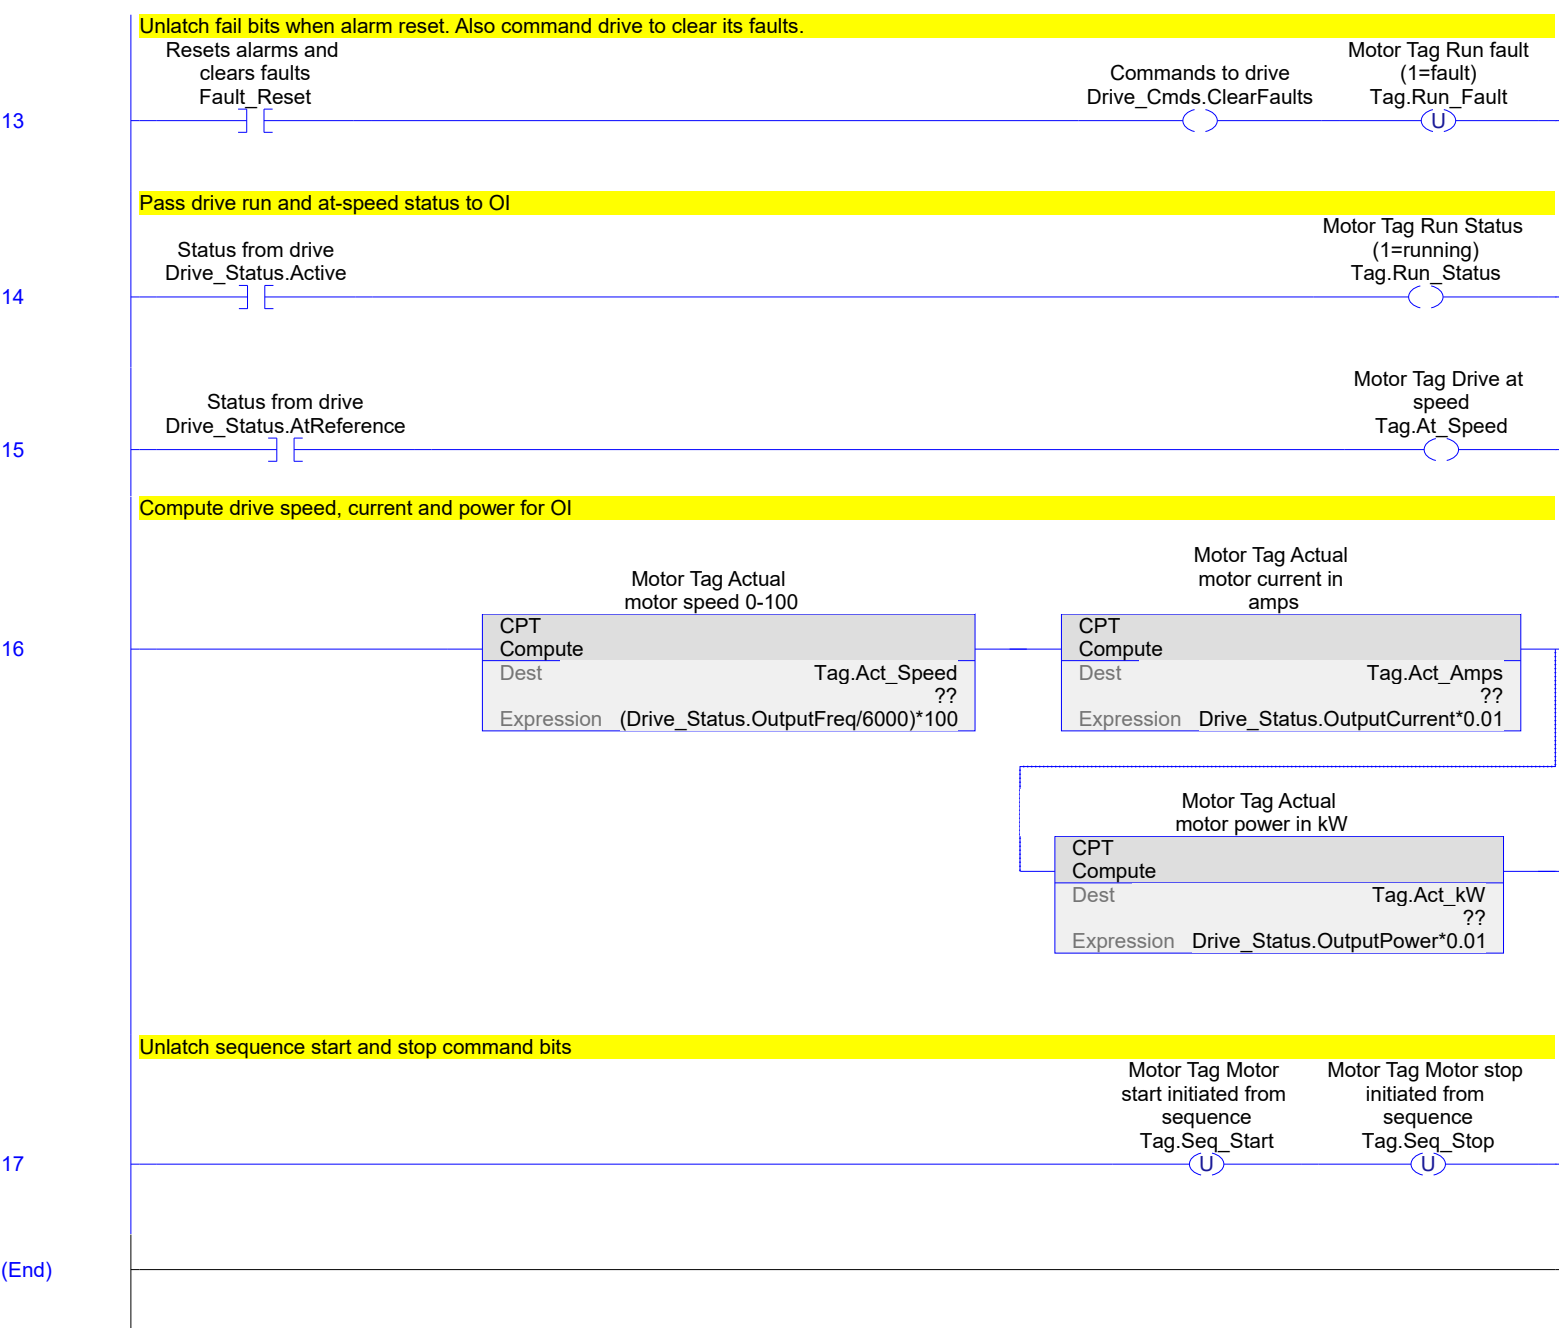 Unlatch fail bits when alarm reset. Also command drive to clear its faults.
Resets alarms and
clears faults
Fault_Reset
Commands to drive
Drive_Cmds.ClearFaults
Motor Tag Run fault
(1=fault)
Tag.Run_Fault
13
U
Pass drive run and at-speed status to OI
Status from drive
Drive_Status.Active
Motor Tag Run Status
(1=running)
Tag.Run_Status
14
Status from drive
Drive_Status.AtReference
Motor Tag Drive at
speed
Tag.At_Speed
15
Compute drive speed, current and power for OI
16
Motor Tag Actual
motor speed 0-100
CPT
Compute
Dest Tag.Act_Speed
??
Expression (Drive_Status.OutputFreq/6000)*100
Motor Tag Actual
motor current in
amps
CPT
Compute
Dest Tag.Act_Amps
??
Expression Drive_Status.OutputCurrent*0.01
Motor Tag Actual
motor power in kW
CPT
Compute
Dest Tag.Act_kW
??
Expression Drive_Status.OutputPower*0.01
Unlatch sequence start and stop command bits
Motor Tag Motor
start initiated from
sequence
Tag.Seq_Start
Motor Tag Motor stop
initiated from
sequence
Tag.Seq_Stop
17
U
U
(End)